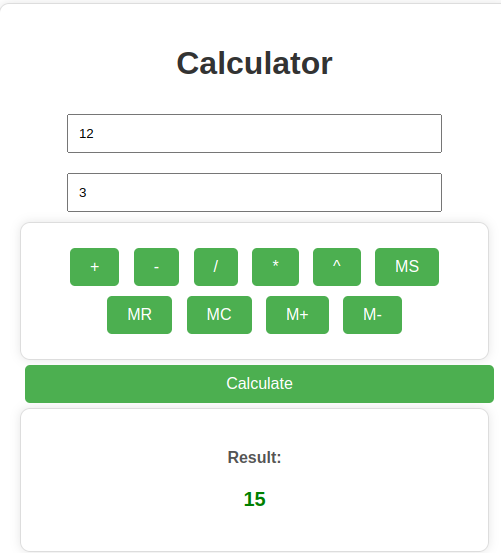 Calculator
12
3
+ - / * ^ MS
MR MC M+ M-
Calculate
Result:
15